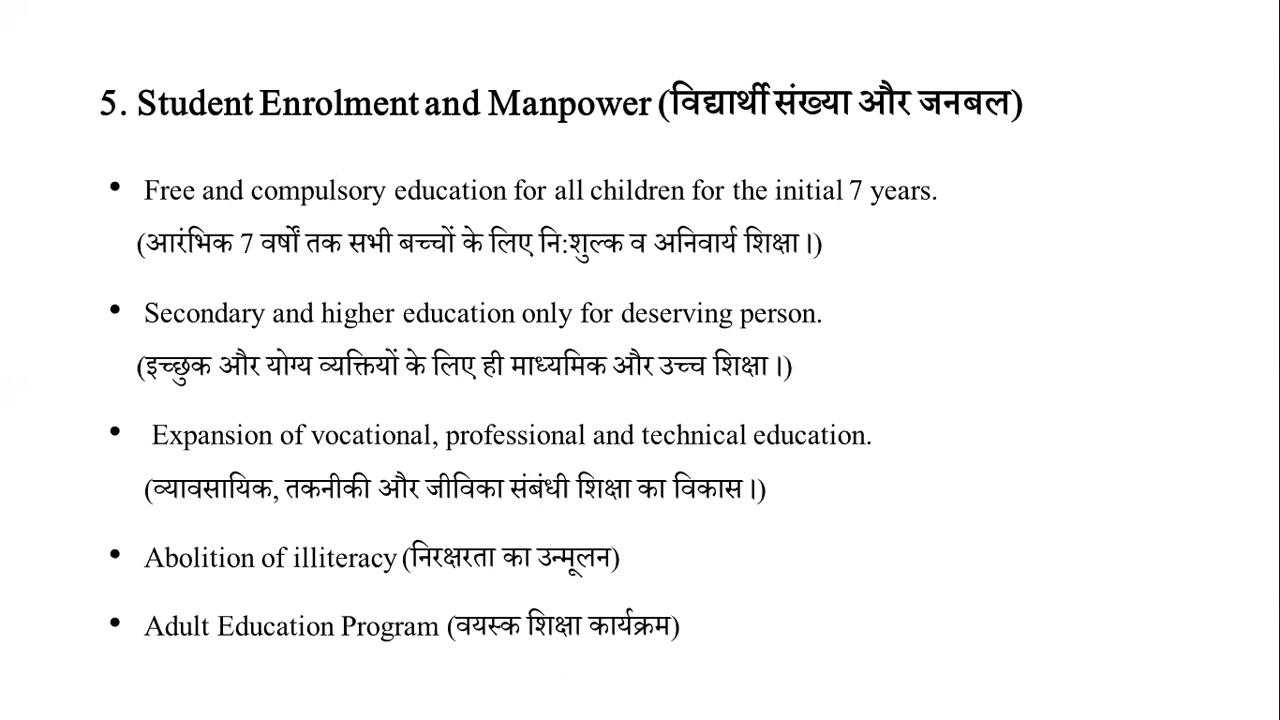 5. Student Enrolment and Manpower (विद्यार्थी संख्या और जनबल)
• Free and compulsory education for all children for the initial 7 years.
(आरंभिक 7 वर्षों तक सभी बच्चों के लिए नि:शुल्क व अनिवार्य शिक्षा।)
• Secondary and higher education only for deserving person.
(इच्छुक और योग्य व्यक्तियों के लिए ही माध्यमिक और उच्च शिक्षा।)
• Expansion of vocational, professional and technical education.
(व्यावसायिक, तकनीकी और जीविका संबंधी शिक्षा का विकास।)
• Abolition of illiteracy (निरक्षरता का उन्मूलन)
• Adult Education Program (वयस्क शिक्षा कार्यक्रम)